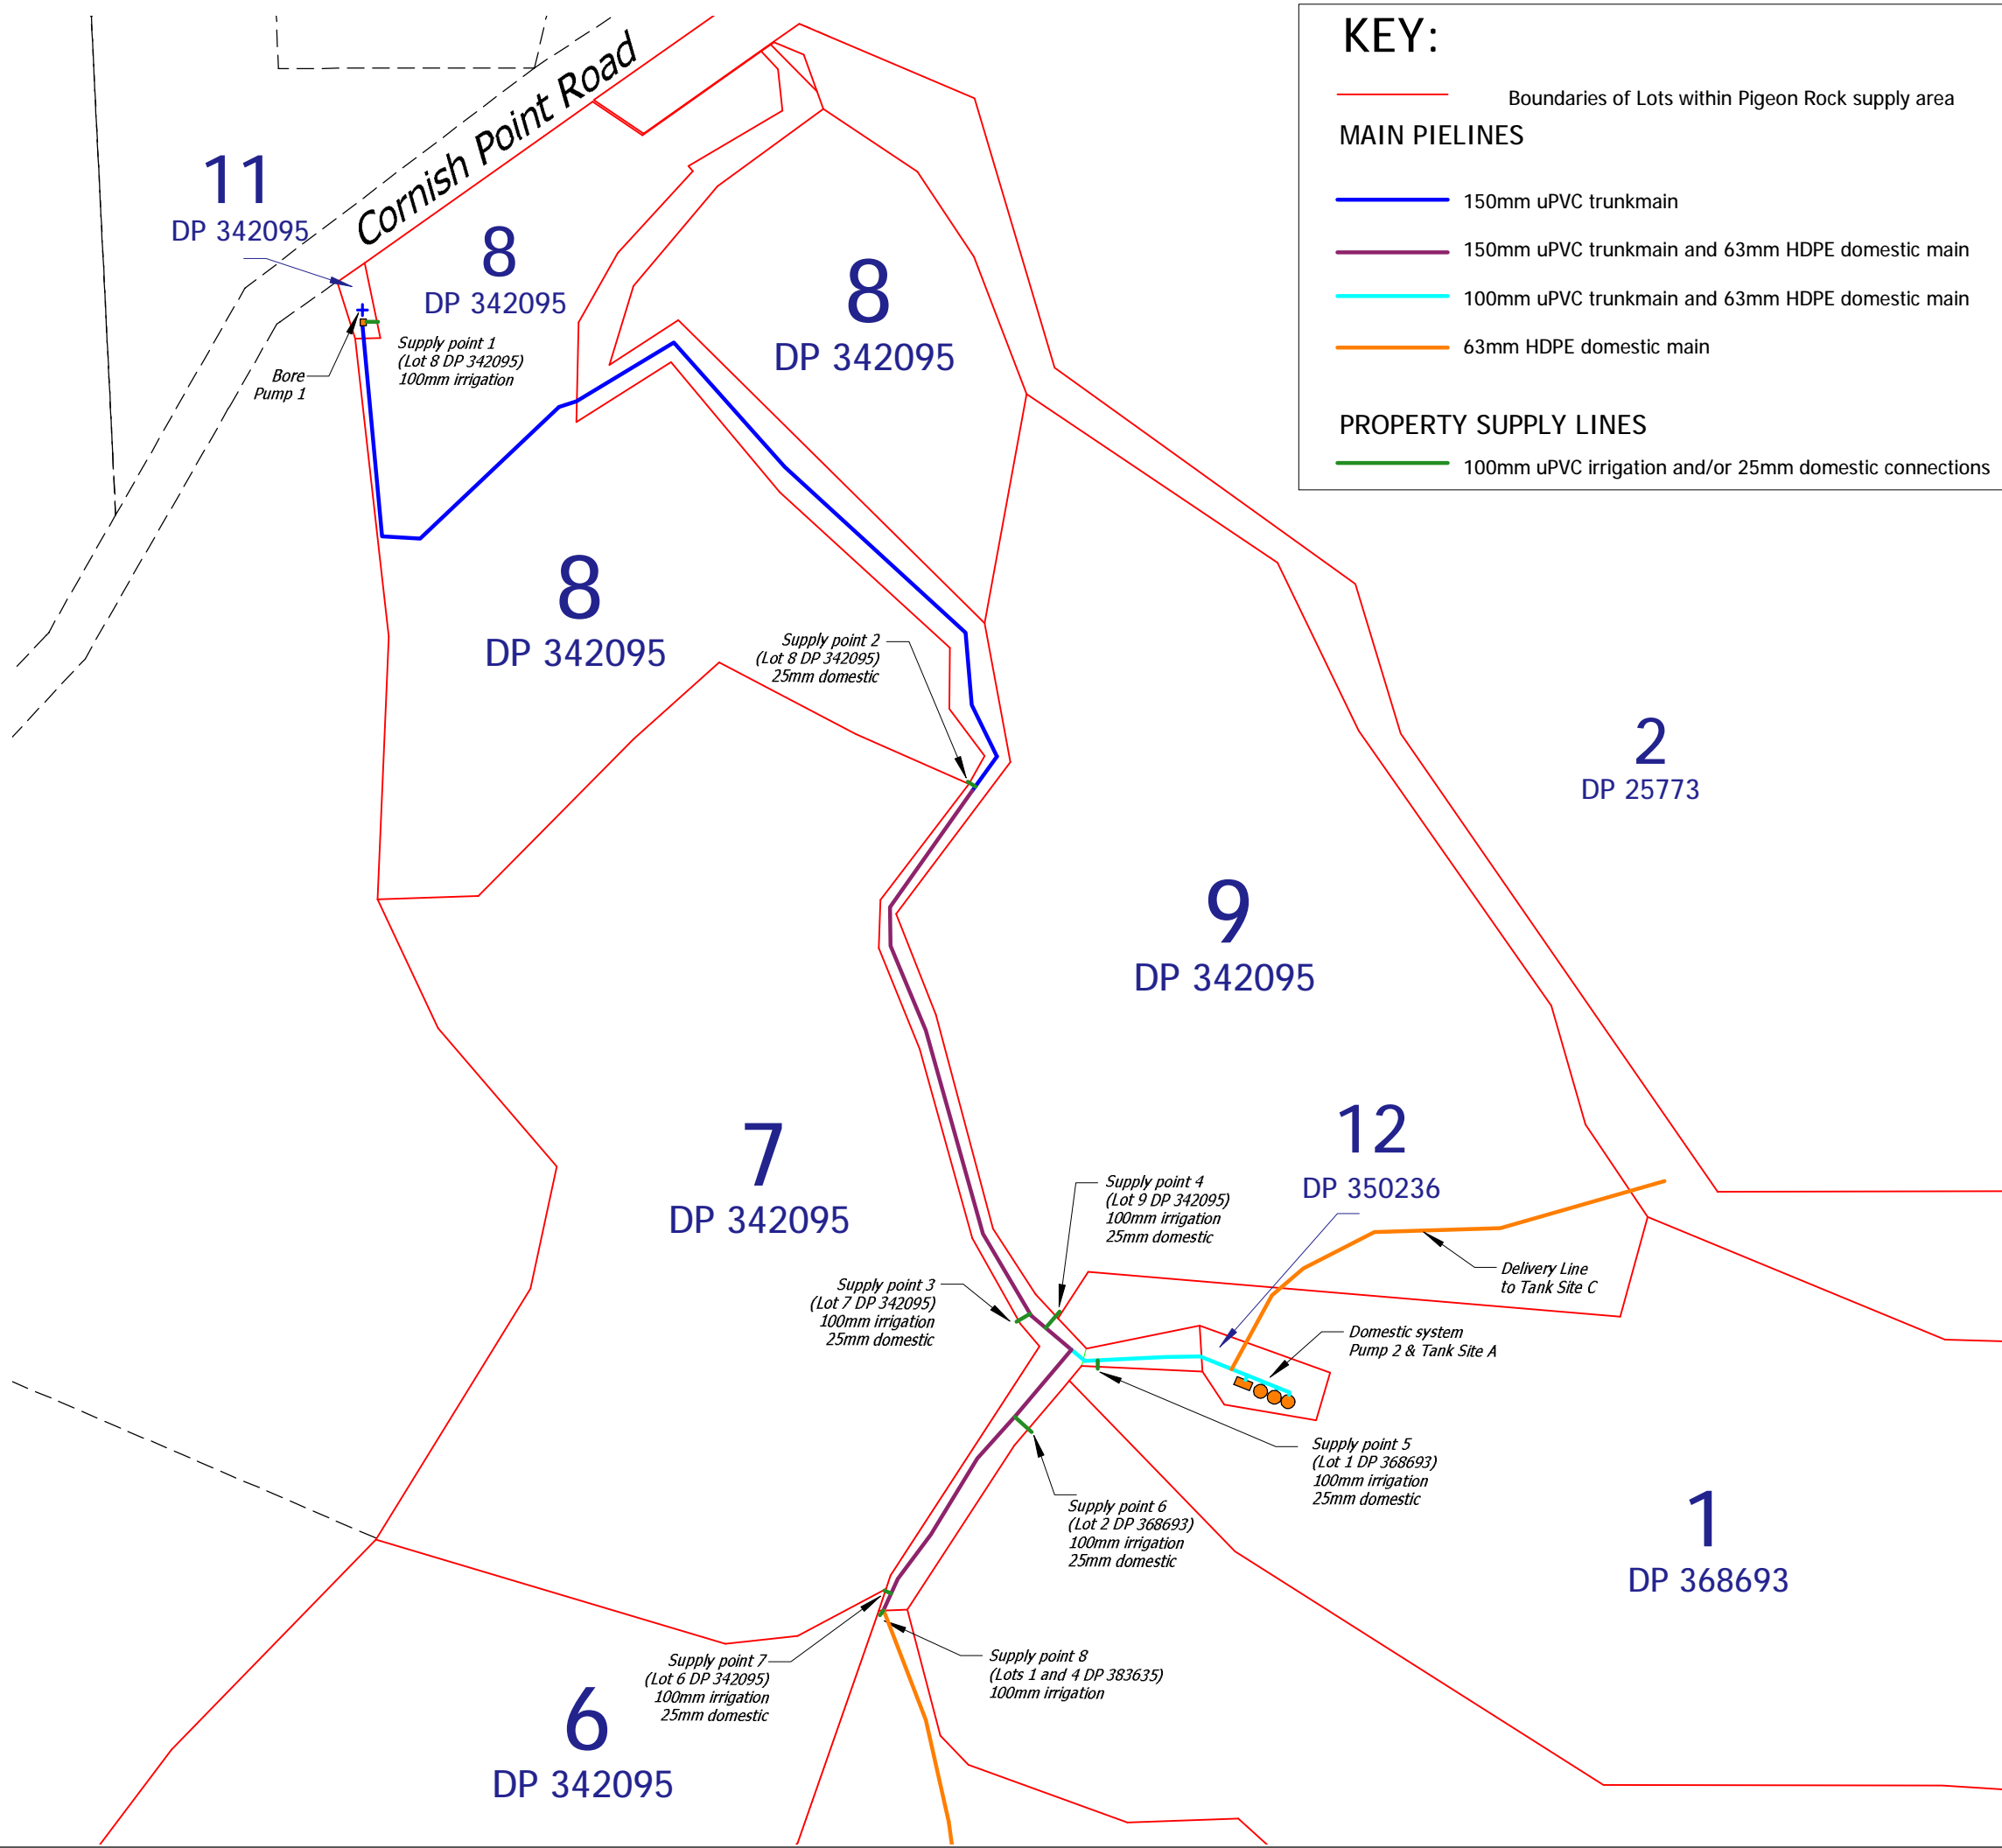 KEY:
Boundaries of Lots within Pigeon Rock supply area
MAIN PIELINES
150mm uPVC trunkmain
150mm uPVC trunkmain and 63mm HDPE domestic main
100mm uPVC trunkmain and 63mm HDPE domestic main
63mm HDPE domestic main
PROPERTY SUPPLY LINES
100mm uPVC irrigation and/or 25mm domestic connections
Cornish Point Road
11
DP 342095
8
DP 342095
8
DP 342095
Supply point 1
(Lot 8 DP 342095)
100mm irrigation
Bore
Pump 1
8
DP 342095
Supply point 2
(Lot 8 DP 342095)
25mm domestic
2
DP 25773
9
DP 342095
7
DP 342095
12
DP 350236
Supply point 4
(Lot 9 DP 342095)
100mm irrigation
25mm domestic
Supply point 3
(Lot 7 DP 342095)
100mm irrigation
25mm domestic
Delivery Line
to Tank Site C
Domestic system
Pump 2 & Tank Site A
Supply point 5
(Lot 1 DP 368693)
100mm irrigation
25mm domestic
Supply point 6
(Lot 2 DP 368693)
100mm irrigation
25mm domestic
1
DP 368693
Supply point 7
(Lot 6 DP 342095)
100mm irrigation
25mm domestic
Supply point 8
(Lots 1 and 4 DP 383635)
100mm irrigation
6
DP 342095